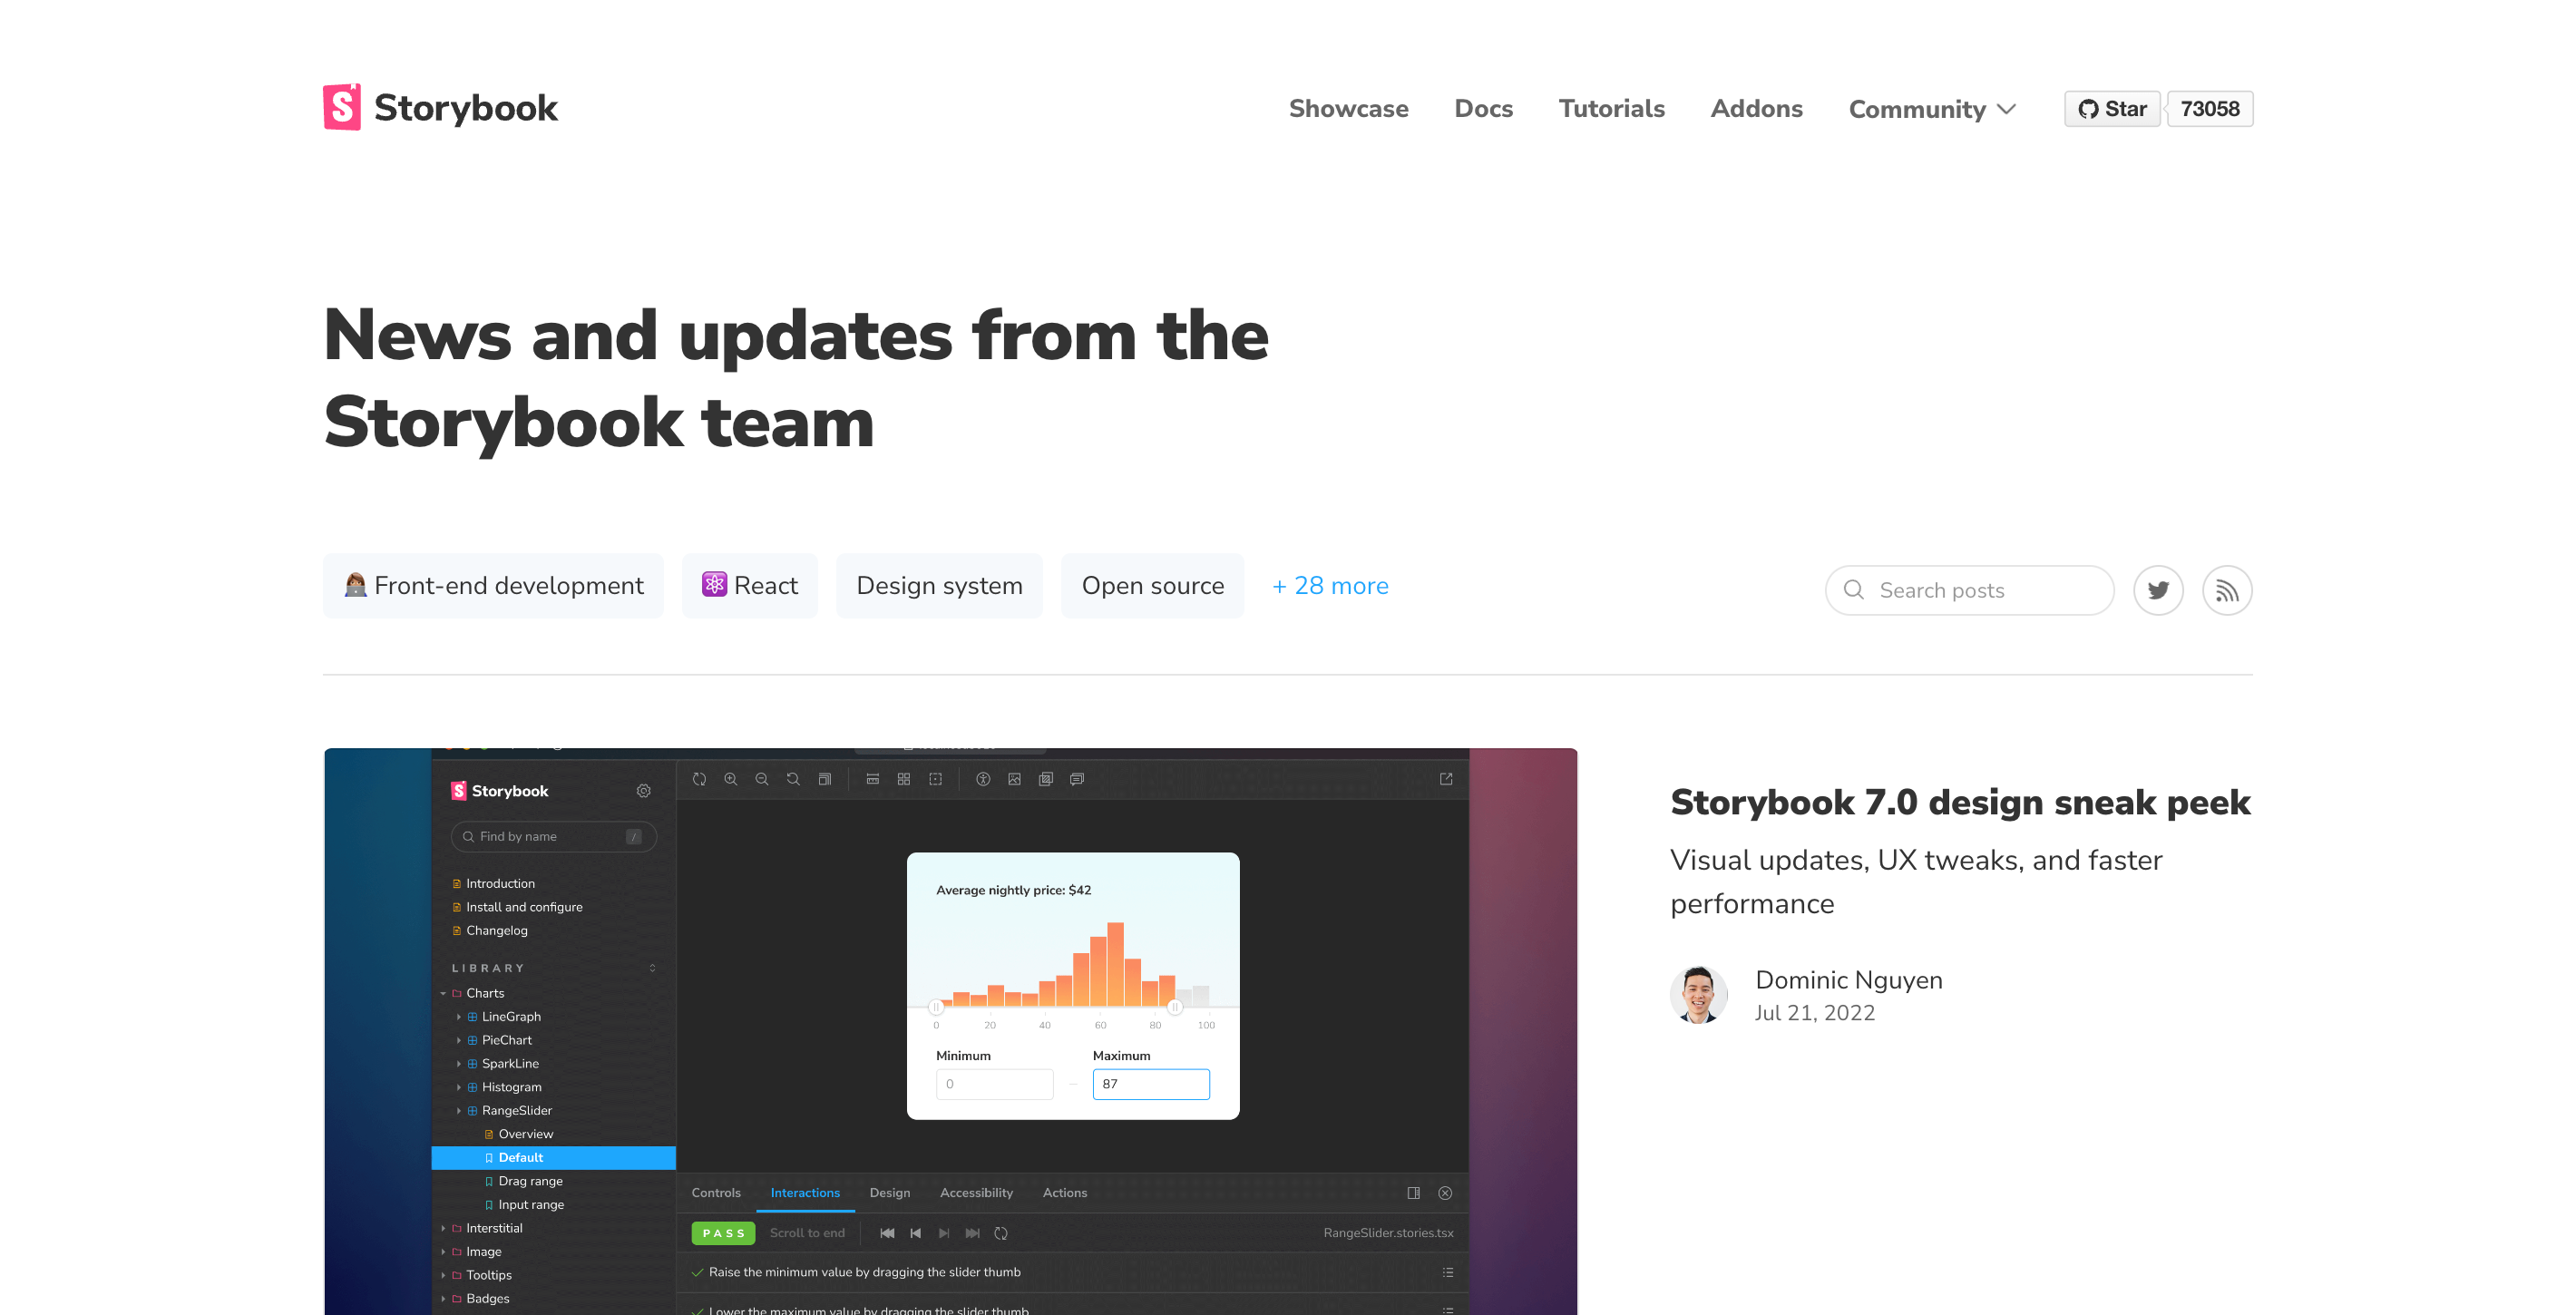 Storybook
Showcase
Docs
Tutorials
Addons
Community
Star
73058
News and updates from the
Storybook team
Front-end development
React
Design system
Open source
+ 28 more
Search posts
Storybook
Find by name
/
Introduction
Install and configure
Changelog
LIBRARY
Charts
LineGraph
PieChart
SparkLine
Histogram
RangeSlider
Overview
Default
Drag range
Input range
Interstitial
Image
Tooltips
Badges
Average nightly price: $42
0 20 40 60 80 100
Minimum
Maximum
0
87
Controls
Interactions
Design
Accessibility
Actions
PASS
Scroll to end
RangeSlider.stories.tsx
Raise the minimum value by dragging the slider thumb
Lower the maximum value by dragging the slider thumb
Storybook 7.0 design sneak peek
Visual updates, UX tweaks, and faster
performance
Dominic Nguyen
Jul 21, 2022